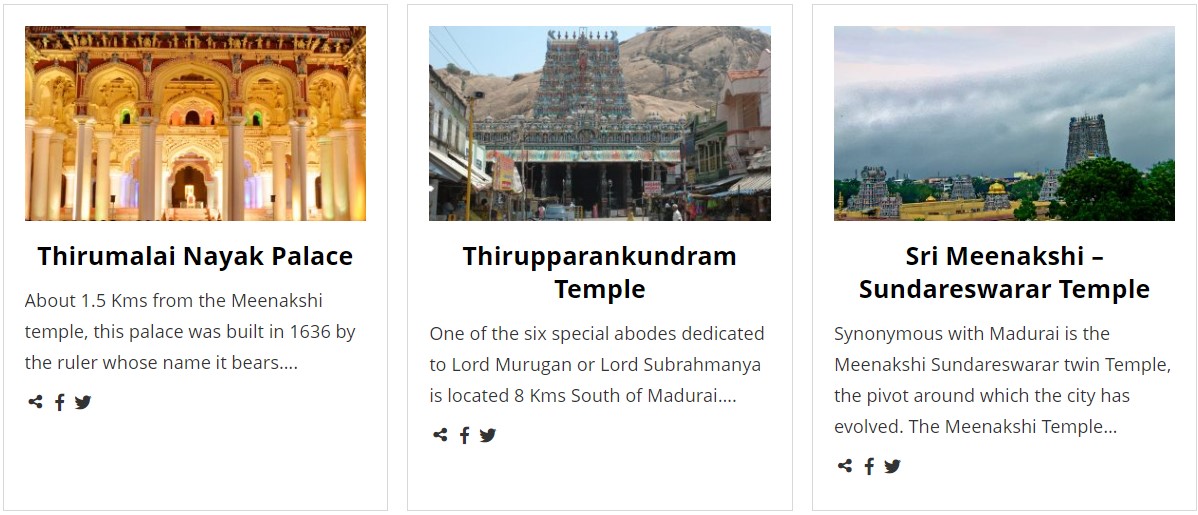 Thirumalai Nayak Palace
About 1.5 Kms from the Meenakshi
temple, this palace was built in 1636 by
the ruler whose name it bears....
Thirupparankundram
Temple
One of the six special abodes dedicated
to Lord Murugan or Lord Subrahmanya
is located 8 Kms South of Madurai....
Sri Meenakshi –
Sundareswarar Temple
Synonymous with Madurai is the
Meenakshi Sundareswarar twin Temple,
the pivot around which the city has
evolved. The Meenakshi Temple...